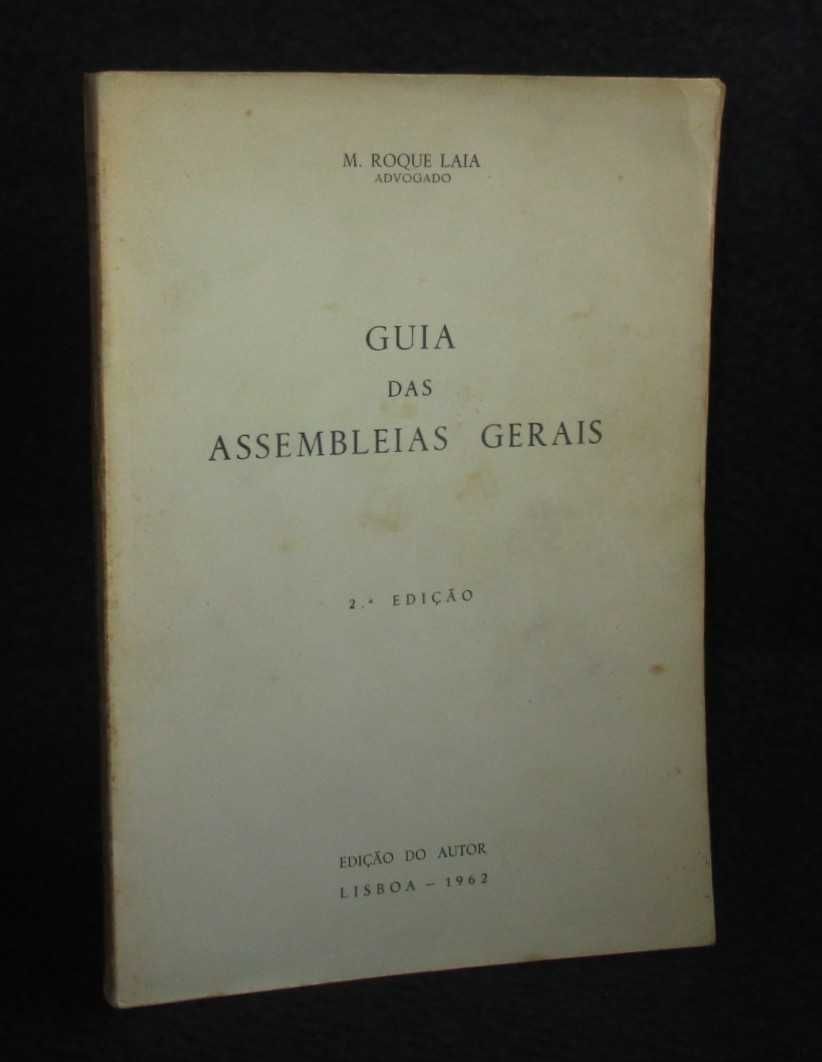 M. ROQUE LAIA
ADVOGADO
GUIA
DAS
ASSEMBLEIAS GERAIS
2.ª EDIÇÃO
EDIÇÃO DO AUTOR
LISBOA – 1962